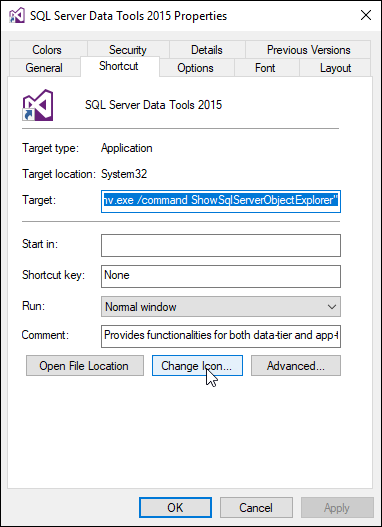 SQL Server Data Tools 2015 Properties
Colors Security Details Previous Versions
General Shortcut Options Font Layout
SQL Server Data Tools 2015
Target type: Application
Target location: System32
Target: nv.exe /command ShowSqlServerObjectExplorer"
Start in:
Shortcut key: None
Run: Normal window
Comment: Provides functionalities for both data-tier and app-t
Open File Location Change Icon... Advanced...
OK Cancel Apply